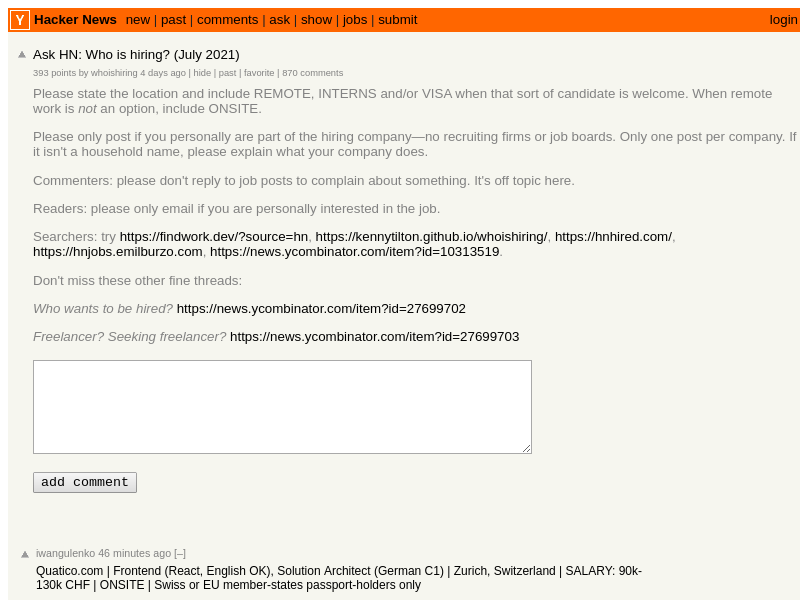 Y Hacker News new | past | comments | ask | show | jobs | submit login
Ask HN: Who is hiring? (July 2021)
393 points by whoishiring 4 days ago | hide | past | favorite | 870 comments
Please state the location and include REMOTE, INTERNS and/or VISA when that sort of candidate is welcome. When remote
work is not an option, include ONSITE.
Please only post if you personally are part of the hiring company—no recruiting firms or job boards. Only one post per company. If
it isn't a household name, please explain what your company does.
Commenters: please don't reply to job posts to complain about something. It's off topic here.
Readers: please only email if you are personally interested in the job.
Searchers: try https://findwork.dev/?source=hn, https://kennytilton.github.io/whoishiring/, https://hnhired.com/,
https://hnjobs.emilburzo.com, https://news.ycombinator.com/item?id=10313519.
Don't miss these other fine threads:
Who wants to be hired? https://news.ycombinator.com/item?id=27699702
Freelancer? Seeking freelancer? https://news.ycombinator.com/item?id=27699703
add comment
iwangulenko 46 minutes ago [–]
Quatico.com | Frontend (React, English OK), Solution Architect (German C1) | Zurich, Switzerland | SALARY: 90k-
130k CHF | ONSITE | Swiss or EU member-states passport-holders only